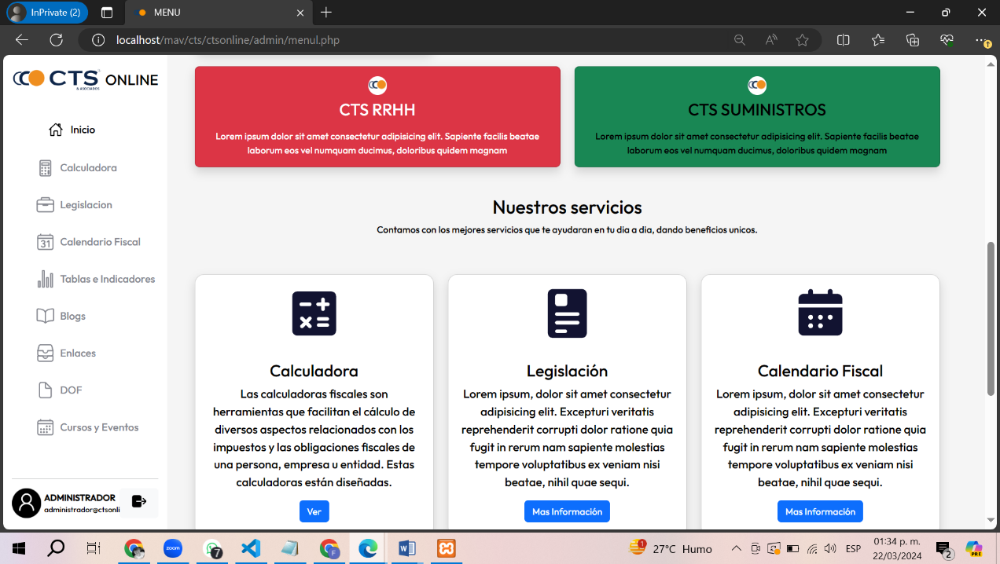 InPrivate (2)
MENU
localhost/mav/cts/ctsonline/admin/menul.php
CTS ONLINE
& ASOCIADOS
Inicio
Calculadora
Legislacion
Calendario Fiscal
31
Tablas e Indicadores
Blogs
Enlaces
DOF
Cursos y Eventos
ADMINISTRADOR
administrador@ctsonli
CTS RRHH
Lorem ipsum dolor sit amet consectetur adipisicing elit. Sapiente facilis beatae
laborum eos vel numquam ducimus, doloribus quidem magnam
CTS SUMINISTROS
Lorem ipsum dolor sit amet consectetur adipisicing elit. Sapiente facilis beatae
laborum eos vel numquam ducimus, doloribus quidem magnam
Nuestros servicios
Contamos con los mejores servicios que te ayudaran en tu dia a dia, dando beneficios unicos.
Calculadora
Las calculadoras fiscales son
herramientas que facilitan el cálculo de
diversos aspectos relacionados con los
impuestos y las obligaciones fiscales de
una persona, empresa u entidad. Estas
calculadoras están diseñadas.
Ver
Legislación
Lorem ipsum, dolor sit amet consectetur
adipisicing elit. Excepturi veritatis
reprehenderit corrupti dolor ratione quia
fugit in rerum nam sapiente molestias
tempore voluptatibus ex veniam nisi
beatae, nihil quae sequi.
Mas Información
Calendario Fiscal
Lorem ipsum, dolor sit amet consectetur
adipisicing elit. Excepturi veritatis
reprehenderit corrupti dolor ratione quia
fugit in rerum nam sapiente molestias
tempore voluptatibus ex veniam nisi
beatae, nihil quae sequi.
Mas Información
zoom
7
F
1
27°C Humo
ESP
01:34 p. m.
22/03/2024
2
PRE